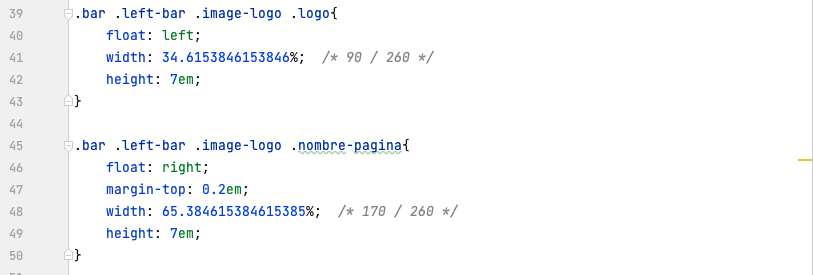 39 .bar .left-bar .image-logo .logo{
40 float: left;
41 width: 34.6153846153846%; /* 90 / 260 */
42 height: 7em;
43 }
44
45 .bar .left-bar .image-logo .nombre-pagina{
46 float: right;
47 margin-top: 0.2em;
48 width: 65.384615384615385%; /* 170 / 260 */
49 height: 7em;
50 }